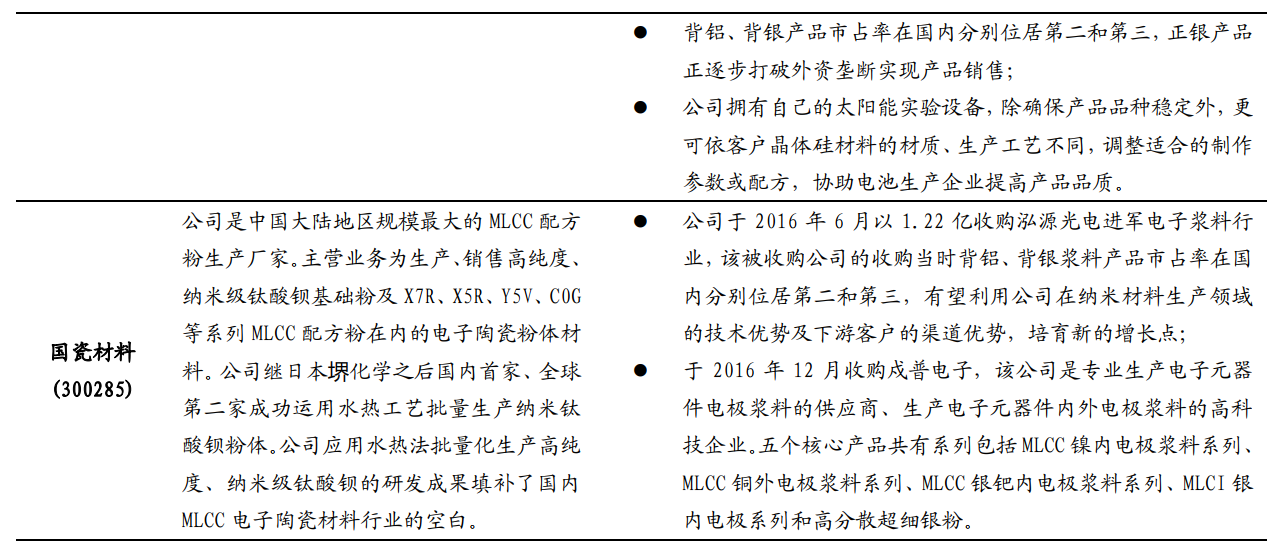 ● 背铝、背银产品市占率在国内分别位居第二和第三，正银产品
正逐步打破外资垄断实现产品销售；
● 公司拥有自己的太阳能实验设备，除确保产品品种稳定外，更
可依客户晶体硅材料的材质、生产工艺不同，调整适合的制作
参数或配方，协助电池生产企业提高产品品质。
国瓷材料
(300285)
公司是中国大陆地区规模最大的 MLCC 配方
粉生产厂家。主营业务为生产、销售高纯度、
纳米级钛酸钡基础粉及 X7R、X5R、Y5V、C0G
等系列 MLCC 配方粉在内的电子陶瓷粉体材
料。公司继日本堺化学之后国内首家、全球
第二家成功运用水热工艺批量生产纳米钛
酸钡粉体。公司应用水热法批量化生产高纯
度、纳米级钛酸钡的研发成果填补了国内
MLCC 电子陶瓷材料行业的空白。
● 公司于 2016 年 6 月以 1.22 亿收购泓源光电进军电子浆料行
业，该被收购公司的收购当时背铝、背银浆料产品市占率在国
内分别位居第二和第三，有望利用公司在纳米材料生产领域
的技术优势及下游客户的渠道优势，培育新的增长点；
● 于 2016 年 12 月收购戍普电子，该公司是专业生产电子元器
件电极浆料的供应商、生产电子元器件内外电极浆料的高科
技企业。五个核心产品共有系列包括 MLCC 镍内电极浆料系列、
MLCC 铜外电极浆料系列、MLCC 银钯内电极浆料系列、MLCI 银
内电极系列和高分散超细银粉。